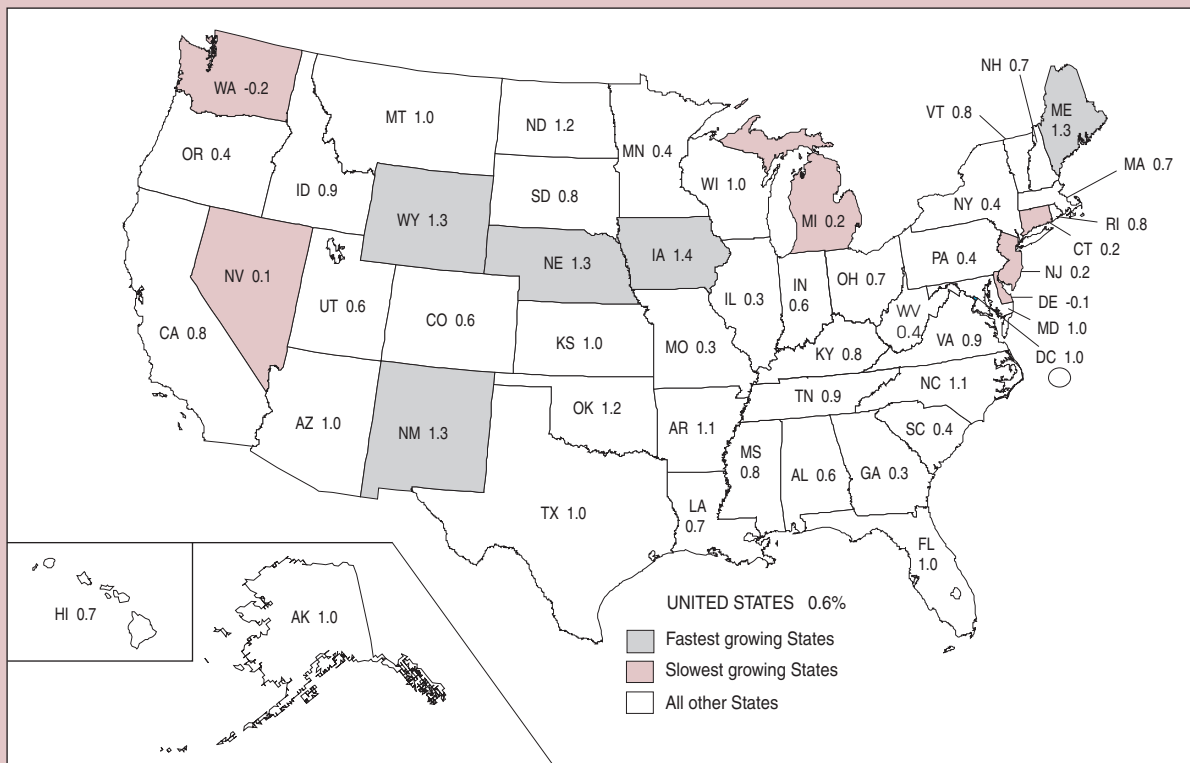 WA -0.2
MT 1.0
ND 1.2
MN 0.4
NH 0.7
VT 0.8
ME
1.3
MA 0.7
OR 0.4
ID 0.9
SD 0.8
WI 1.0
NY 0.4
RI 0.8
CT 0.2
WY 1.3
MI 0.2
PA 0.4
NJ 0.2
NV 0.1
NE 1.3
IA 1.4
IL 0.3
IN
0.6
OH 0.7
WV
0.4
DE -0.1
MD 1.0
DC 1.0
CA 0.8
UT 0.6
CO 0.6
KS 1.0
MO 0.3
KY 0.8
VA 0.9
TN 0.9
NC 1.1
AZ 1.0
NM 1.3
OK 1.2
AR 1.1
MS
0.8
AL 0.6
GA 0.3
SC 0.4
TX 1.0
LA
0.7
FL
1.0
HI 0.7
AK 1.0
UNITED STATES 0.6%
Fastest growing States
Slowest growing States
All other States